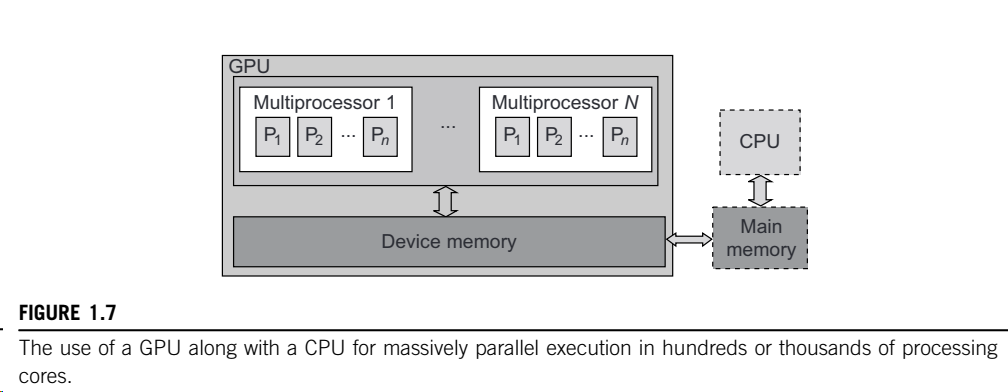 GPU
Multiprocessor 1
P1 P2 ... Pn
...
Multiprocessor N
P1 P2 ... Pn
CPU
Device memory
Main
memory
FIGURE 1.7
The use of a GPU along with a CPU for massively parallel execution in hundreds or thousands of processing
cores.